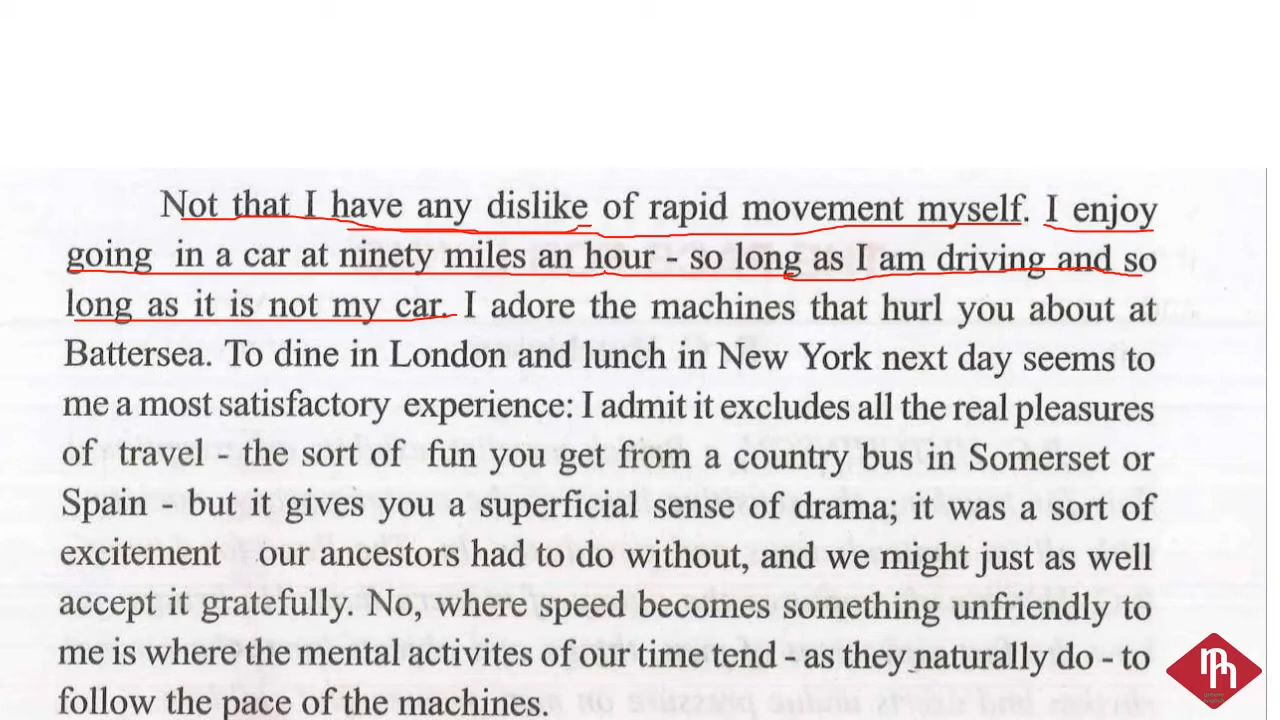 Not that I have any dislike of rapid movement myself. I enjoy
going in a car at ninety miles an hour - so long as I am driving and so
long as it is not my car. I adore the machines that hurl you about at
Battersea. To dine in London and lunch in New York next day seems to
me a most satisfactory experience: I admit it excludes all the real pleasures
of travel - the sort of fun you get from a country bus in Somerset or
Spain - but it gives you a superficial sense of drama; it was a sort of
excitement our ancestors had to do without, and we might just as well
accept it gratefully. No, where speed becomes something unfriendly to
me is where the mental activites of our time tend - as they naturally do - to
follow the pace of the machines.